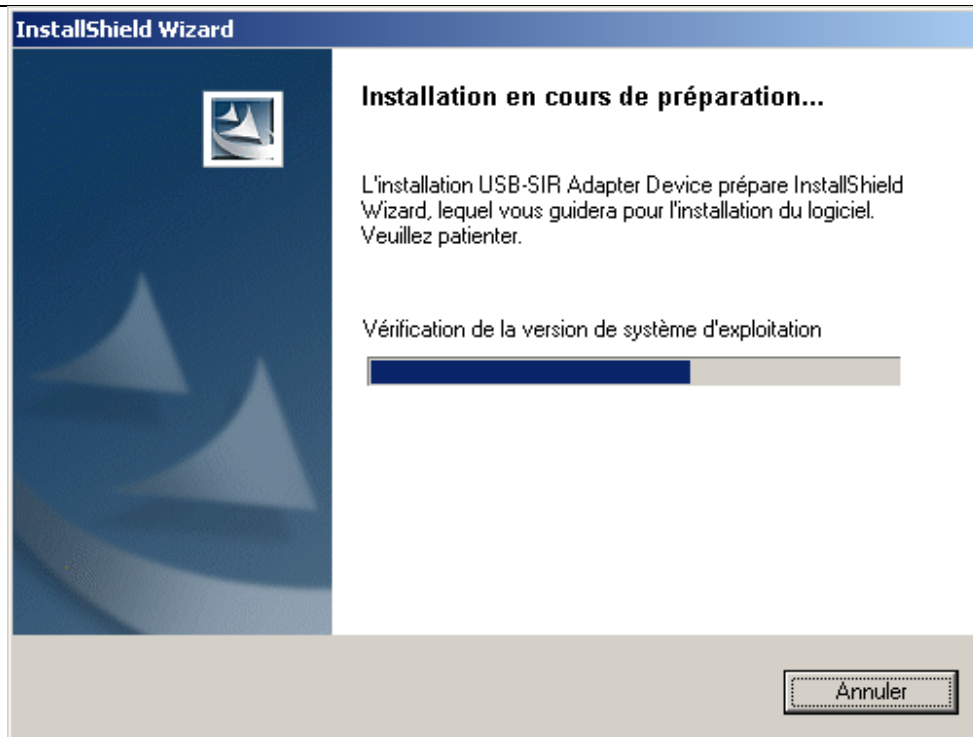 InstallShield Wizard
Installation en cours de préparation...
L'installation USB-SIR Adapter Device prépare InstallShield
Wizard, lequel vous guidera pour l'installation du logiciel.
Veuillez patienter.
Vérification de la version de système d'exploitation
Annuler